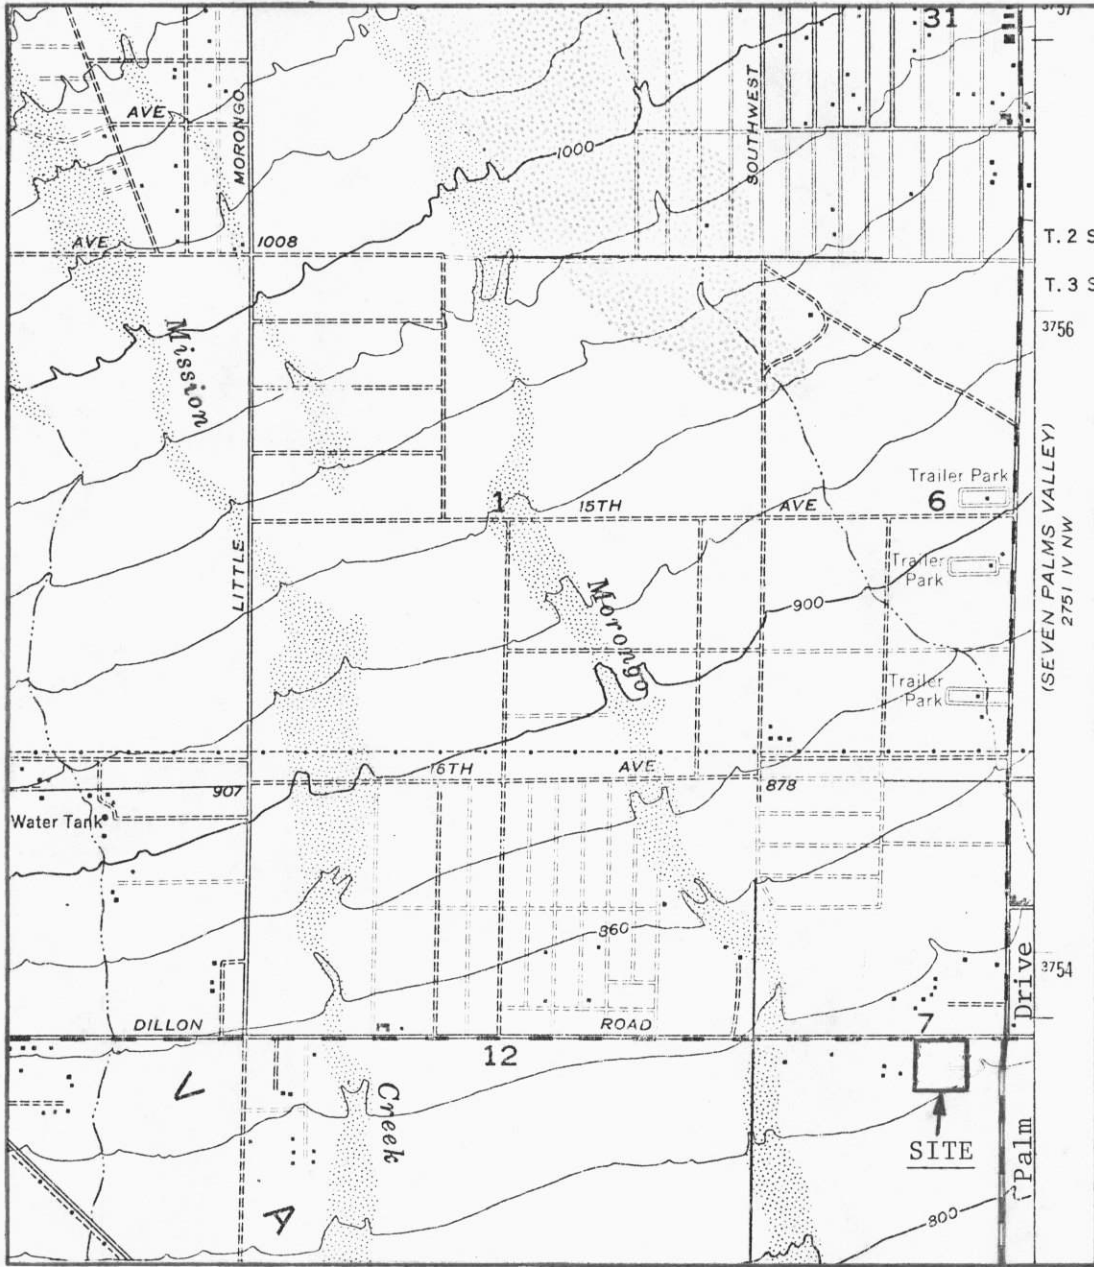 31
3757
AVE
MORONGO
1000
SOUTHWEST
AVE
1008
T. 2 S
T. 3 S
3756
Mission
Trailer Park
1
15TH
AVE
6
(SEVEN PALMS VALLEY)
2751 IV NW
LITTLE
Trailer
Park
Morongo
900
Trailer
Park
16TH
AVE
907
878
Water Tank
860
3754
Drive
DILLON
ROAD
7
12
V
Creek
SITE
Palm
A
800